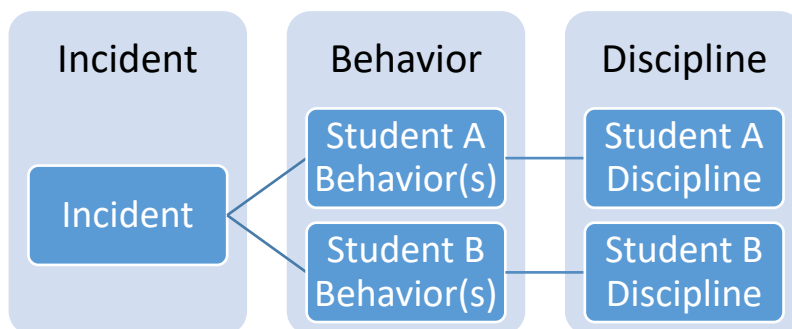 Incident
Behavior
Discipline
Incident
Student A
Behavior(s)
Student A
Discipline
Student B
Behavior(s)
Student B
Discipline